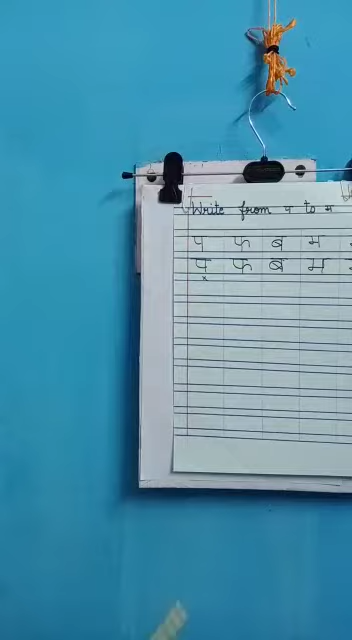 Write from प to म
प फ ब भ
प फ ब भ
×